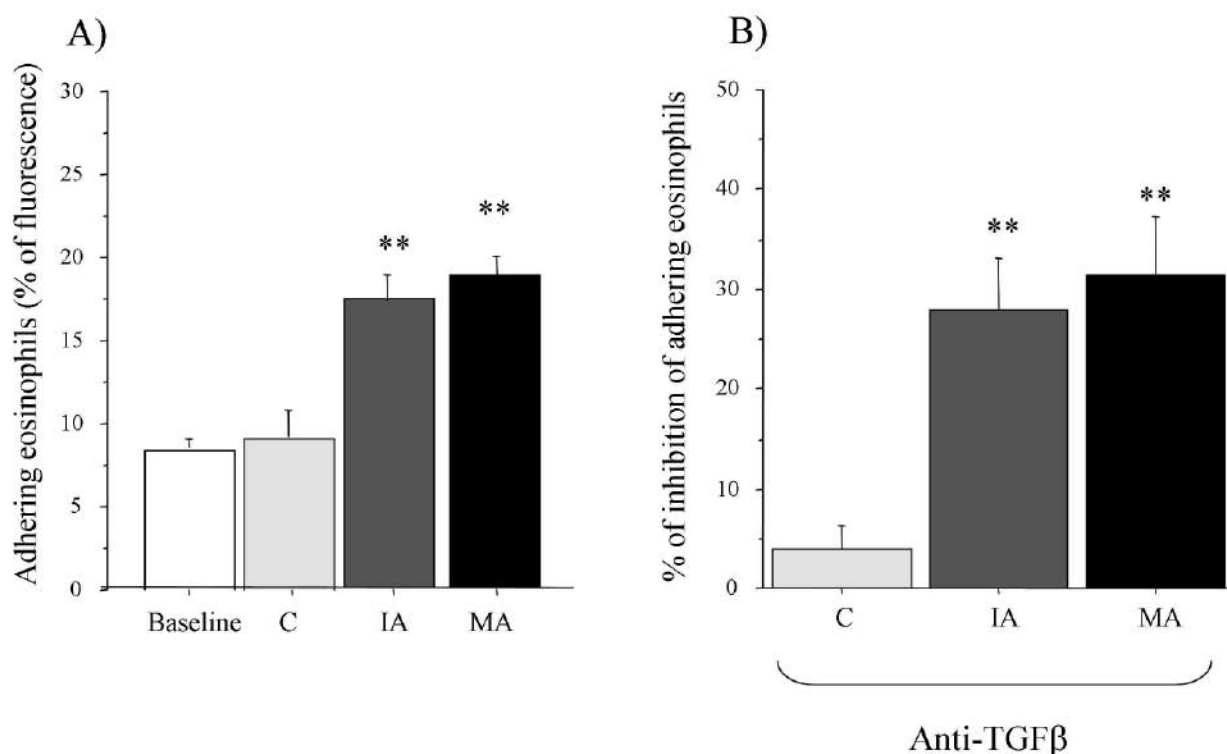 A)
Adhering eosinophils (% of fluorescence)
30
25
20
15
10
5
0
**
**
Baseline C IA MA
B)
% of inhibition of adhering eosinophils
50
40
30
20
10
0
**
**
C IA MA
Anti-TGFβ